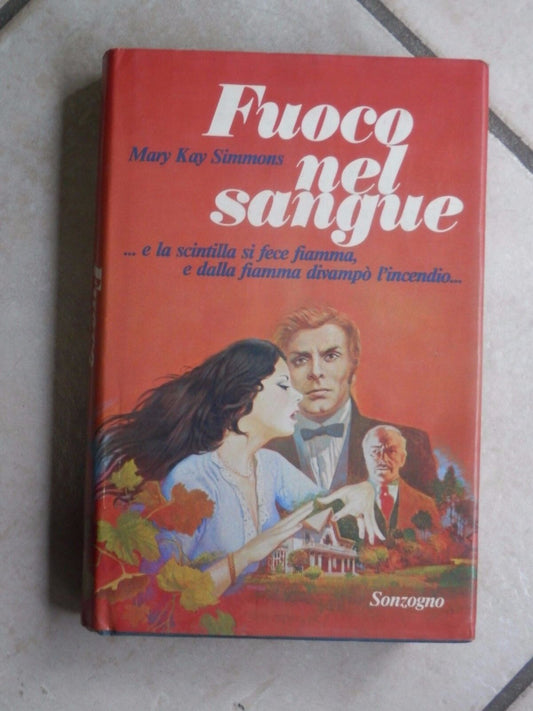 Fuoco
Mary Kay Simmons
nel
sangue
... e la scintilla si fece fiamma,
e dalla fiamma divampò l'incendio...
Sonzogno